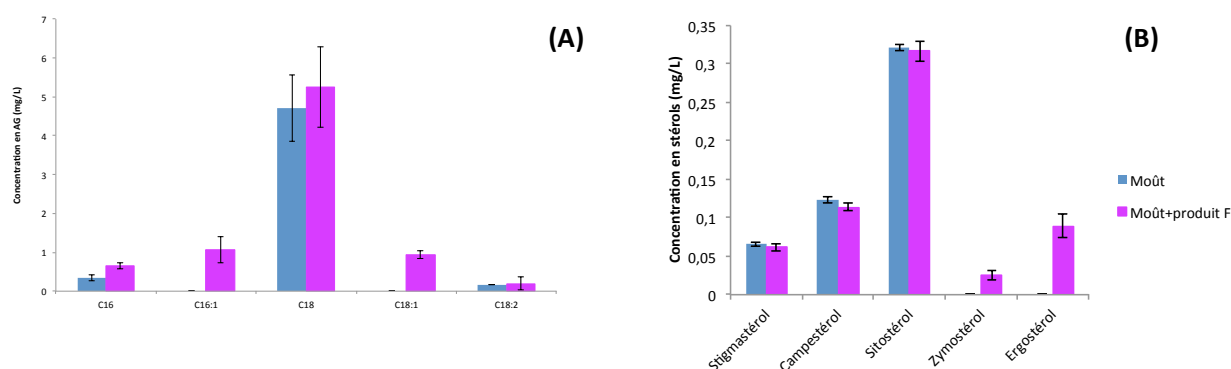 (A)
Concentration en AG (mg/L)
7
6
5
4
3
2
1
0
C16 C16:1 C18 C18:1 C18:2
(B)
Concentration en stérols (mg/L)
0,35
0,3
0,25
0,2
0,15
0,1
0,05
0
Stigmastérol Campestérol Sitostérol Zymostérol Ergostérol
Moût
Moût+produit F